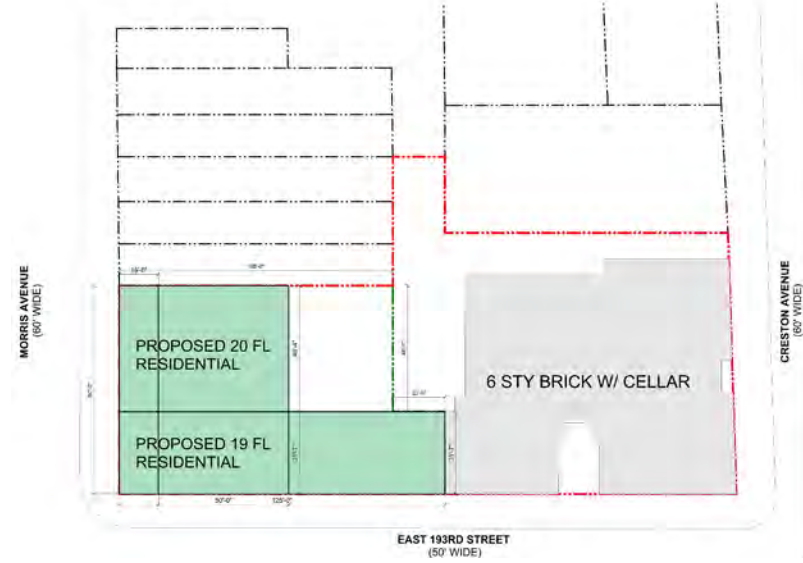 MORRIS AVENUE
(60' WIDE)
PROPOSED 20 FL
RESIDENTIAL
PROPOSED 19 FL
RESIDENTIAL
6 STY BRICK W/ CELLAR
CRESTON AVENUE
(60' WIDE)
EAST 193RD STREET
(50' WIDE)